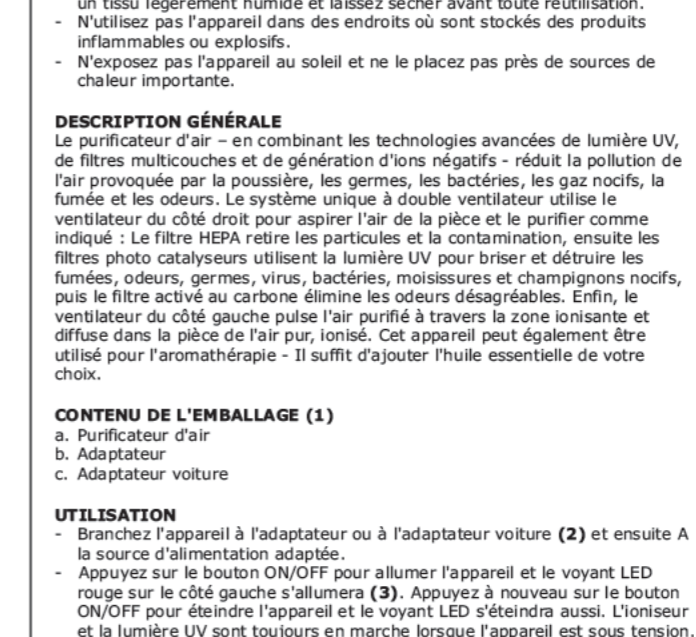 un tissu légèrement humide et laissez sécher avant toute réutilisation.
- N'utilisez pas l'appareil dans des endroits où sont stockés des produits
inflammables ou explosifs.
- N'exposez pas l'appareil au soleil et ne le placez pas près de sources de
chaleur importante.
DESCRIPTION GÉNÉRALE
Le purificateur d'air – en combinant les technologies avancées de lumière UV,
de filtres multicouches et de génération d'ions négatifs - réduit la pollution de
l'air provoquée par la poussière, les germes, les bactéries, les gaz nocifs, la
fumée et les odeurs. Le système unique à double ventilateur utilise le
ventilateur du côté droit pour aspirer l'air de la pièce et le purifier comme
indiqué : Le filtre HEPA retire les particules et la contamination, ensuite les
filtres photo catalyseurs utilisent la lumière UV pour briser et détruire les
fumées, odeurs, germes, virus, bactéries, moisissures et champignons nocifs,
puis le filtre activé au carbone élimine les odeurs désagréables. Enfin, le
ventilateur du côté gauche pulse l'air purifié à travers la zone ionisante et
diffuse dans la pièce de l'air pur, ionisé. Cet appareil peut également être
utilisé pour l'aromathérapie - Il suffit d'ajouter l'huile essentielle de votre
choix.
CONTENU DE L'EMBALLAGE (1)
a. Purificateur d'air
b. Adaptateur
c. Adaptateur voiture
UTILISATION
- Branchez l'appareil à l'adaptateur ou à l'adaptateur voiture (2) et ensuite A
la source d'alimentation adaptée.
- Appuyez sur le bouton ON/OFF pour allumer l'appareil et le voyant LED
rouge sur le côté gauche s'allumera (3). Appuyez à nouveau sur le bouton
ON/OFF pour éteindre l'appareil et le voyant LED s'éteindra aussi. L'ioniseur
et la lumière UV sont toujours en marche lorsque l'appareil est sous tension.